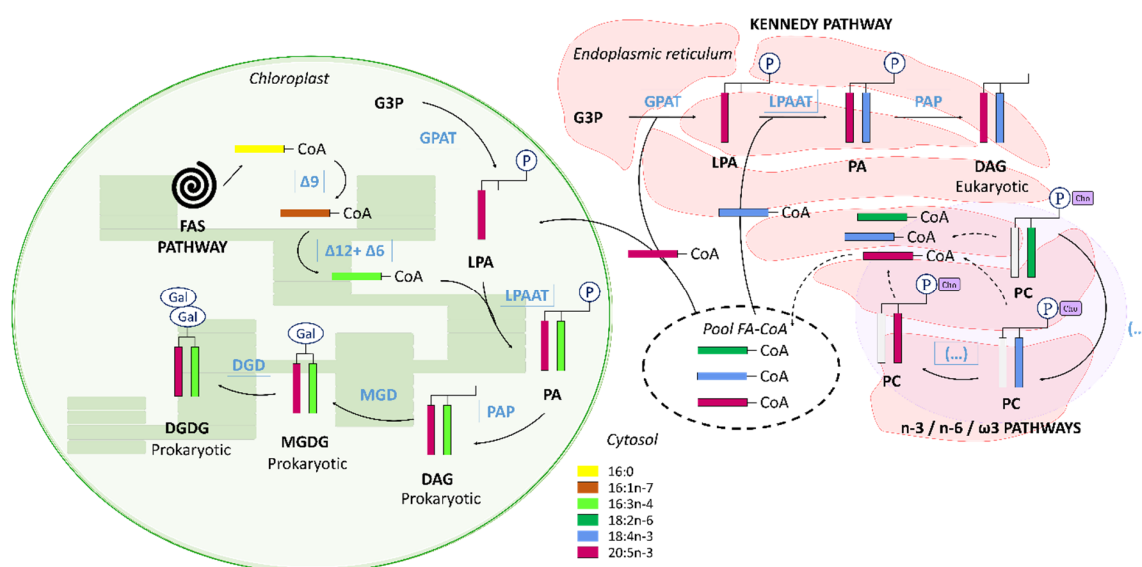 KENNEDY PATHWAY
Endoplasmic reticulum
P
P
GPAT
LPAAT
PAP
G3P
LPA
PA
DAG
Eukaryotic
Chloroplast
G3P
GPAT
P
CoA
Δ9
CoA
FAS
PATHWAY
Δ12+ Δ6
CoA
LPA
LPAAT
P
PA
Gal
Gal
Gal
DGD
MGD
PAP
DGDG
Prokaryotic
MGDG
Prokaryotic
DAG
Prokaryotic
CoA
CoA
Pool FA-CoA
CoA
CoA
CoA
CoA
CoA
CoA
P
Cho
PC
P
Cho
PC
P
Cho
PC
(...)
(..
n-3 / n-6 / ω3 PATHWAYS
Cytosol
16:0
16:1n-7
16:3n-4
18:2n-6
18:4n-3
20:5n-3